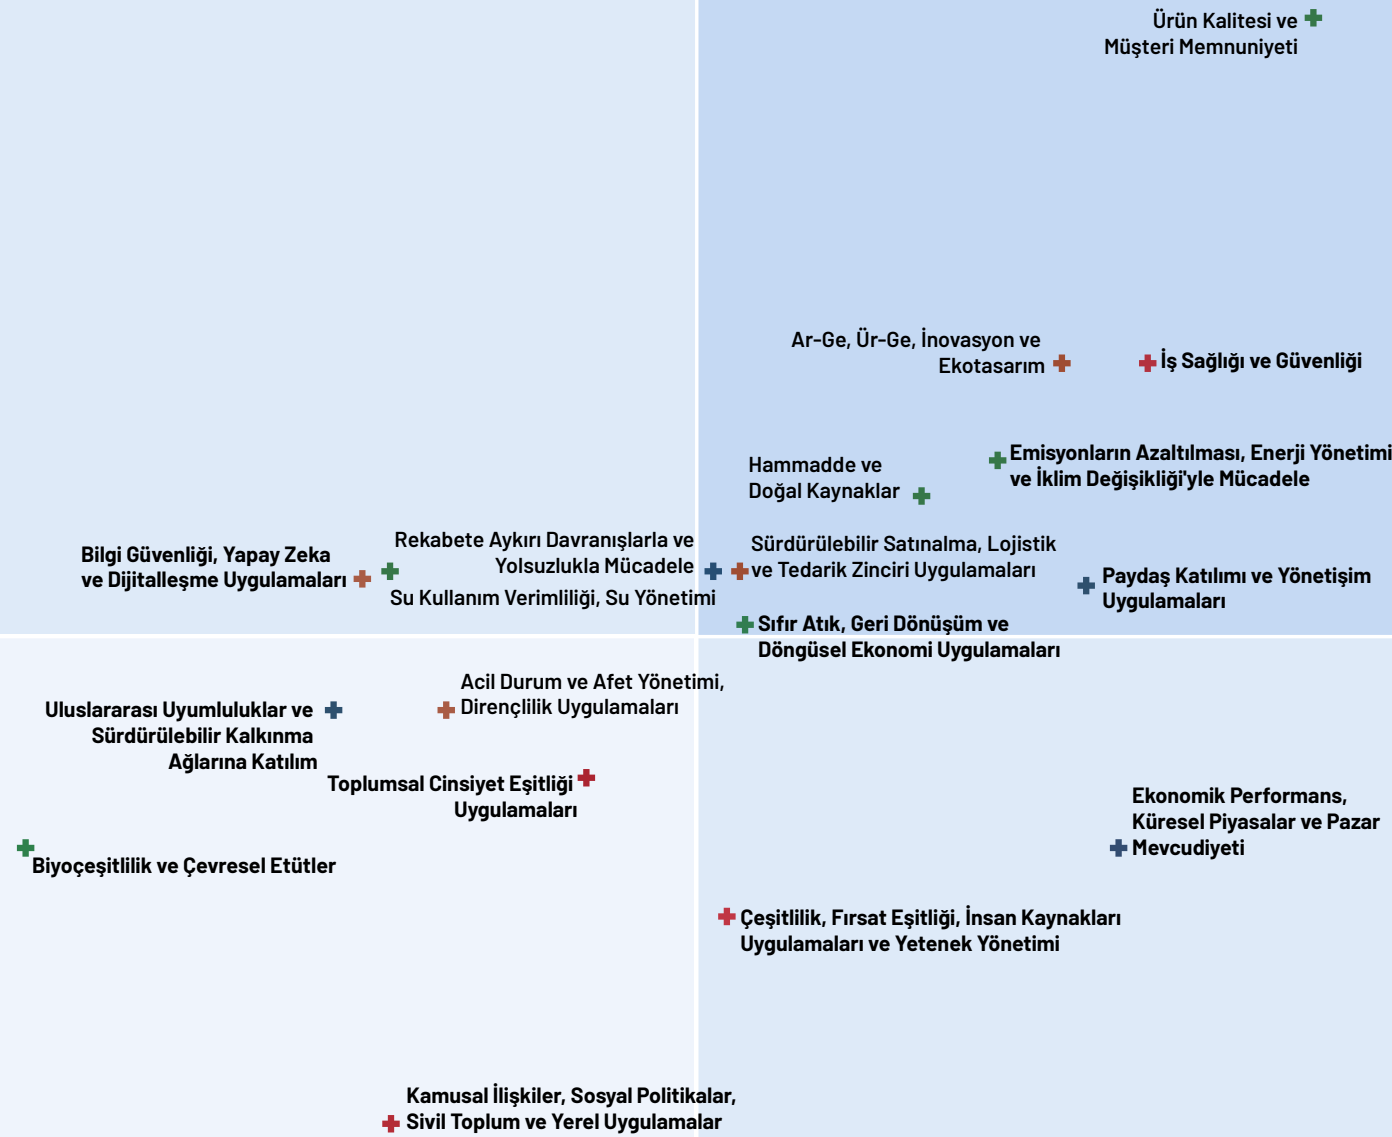 Ürün Kalitesi ve
Müşteri Memnuniyeti
Ar-Ge, Ür-Ge, İnovasyon ve
Ekotasarım
İş Sağlığı ve Güvenliği
Emisyonların Azaltılması, Enerji Yönetimi
ve İklim Değişikliği'yle Mücadele
Hammadde ve
Doğal Kaynaklar
Bilgi Güvenliği, Yapay Zeka
ve Dijitalleşme Uygulamaları
Rekabete Aykırı Davranışlarla ve
Yolsuzlukla Mücadele
Su Kullanım Verimliliği, Su Yönetimi
Sürdürülebilir Satınalma, Lojistik
ve Tedarik Zinciri Uygulamaları
Paydaş Katılımı ve Yönetişim
Uygulamaları
Sıfır Atık, Geri Dönüşüm ve
Döngüsel Ekonomi Uygulamaları
Uluslararası Uyumluluklar ve
Sürdürülebilir Kalkınma
Ağlarına Katılım
Acil Durum ve Afet Yönetimi,
Dirençlilik Uygulamaları
Toplumsal Cinsiyet Eşitliği
Uygulamaları
Biyoçeşitlilik ve Çevresel Etütler
Ekonomik Performans,
Küresel Piyasalar ve Pazar
Mevcudiyeti
Çeşitlilik, Fırsat Eşitliği, İnsan Kaynakları
Uygulamaları ve Yetenek Yönetimi
Kamusal İlişkiler, Sosyal Politikalar,
Sivil Toplum ve Yerel Uygulamalar